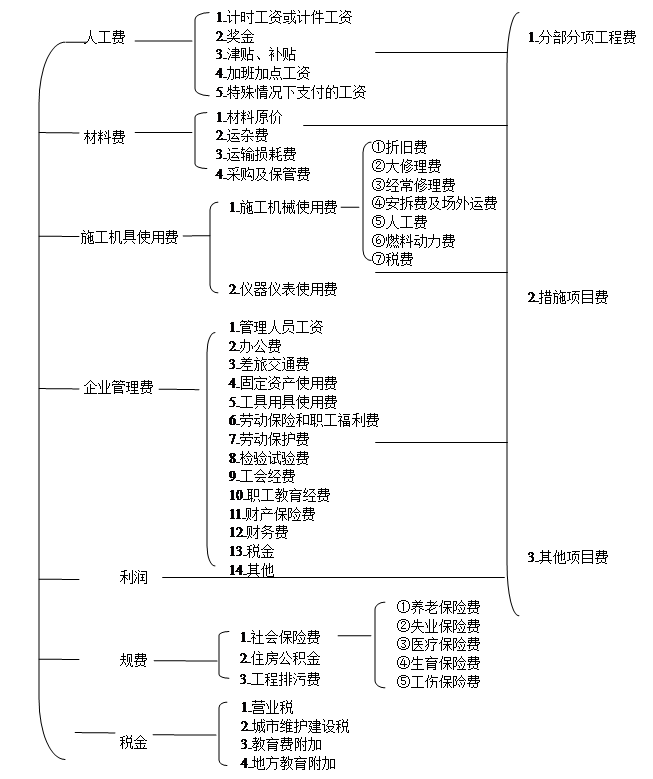 人工费
1.计时工资或计件工资
2.奖金
3.津贴、补贴
4.加班加点工资
5.特殊情况下支付的工资
1.分部分项工程费
材料费
1.材料原价
2.运杂费
3.运输损耗费
4.采购及保管费
施工机具使用费
1.施工机械使用费
①折旧费
②大修理费
③经常修理费
④安拆费及场外运费
⑤人工费
⑥燃料动力费
⑦税费
2.仪器仪表使用费
2.措施项目费
企业管理费
1.管理人员工资
2.办公费
3.差旅交通费
4.固定资产使用费
5.工具用具使用费
6.劳动保险和职工福利费
7.劳动保护费
8.检验试验费
9.工会经费
10.职工教育经费
11.财产保险费
12.财务费
13.税金
14.其他
3.其他项目费
利润
规费
1.社会保险费
①养老保险费
②失业保险费
③医疗保险费
④生育保险费
⑤工伤保险费
2.住房公积金
3.工程排污费
税金
1.营业税
2.城市维护建设税
3.教育费附加
4.地方教育附加